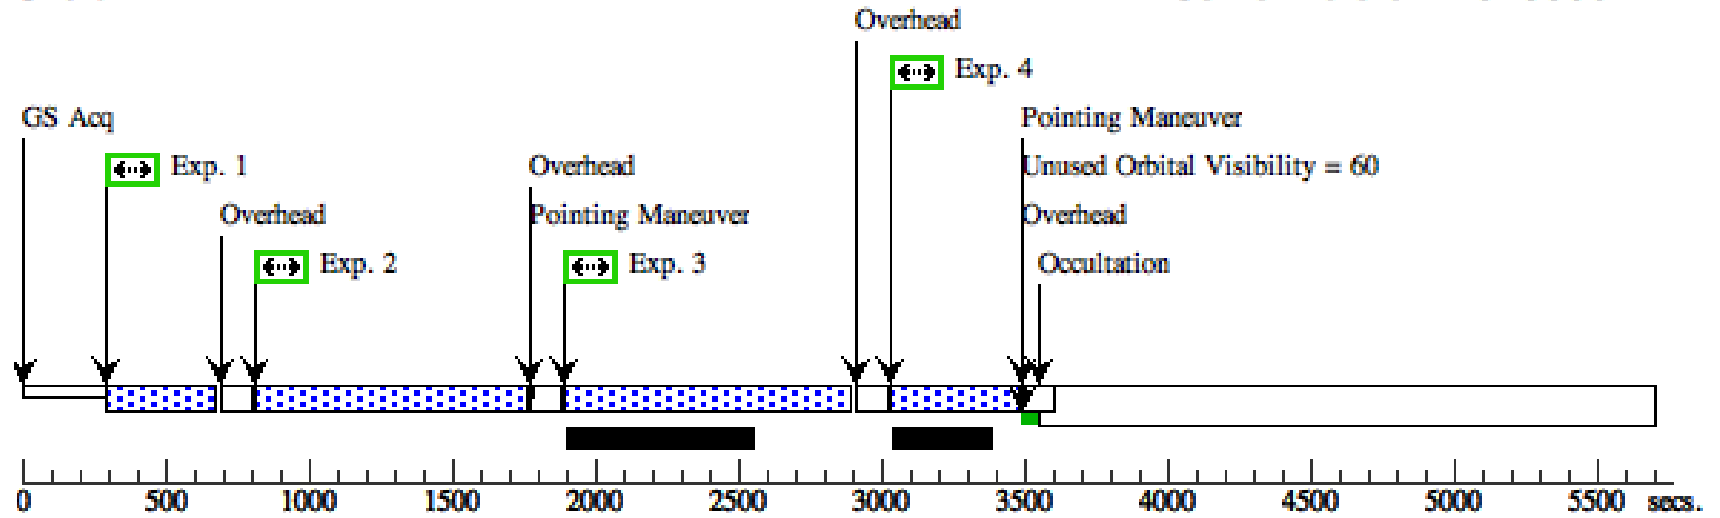 Overhead
Exp. 4
GS Acq
Pointing Maneuver
Exp. 1
Overhead
Unused Orbital Visibility = 60
Overhead
Pointing Maneuver
Overhead
Exp. 2
Exp. 3
Occultation
0 500 1000 1500 2000 2500 3000 3500 4000 4500 5000 5500 secs.